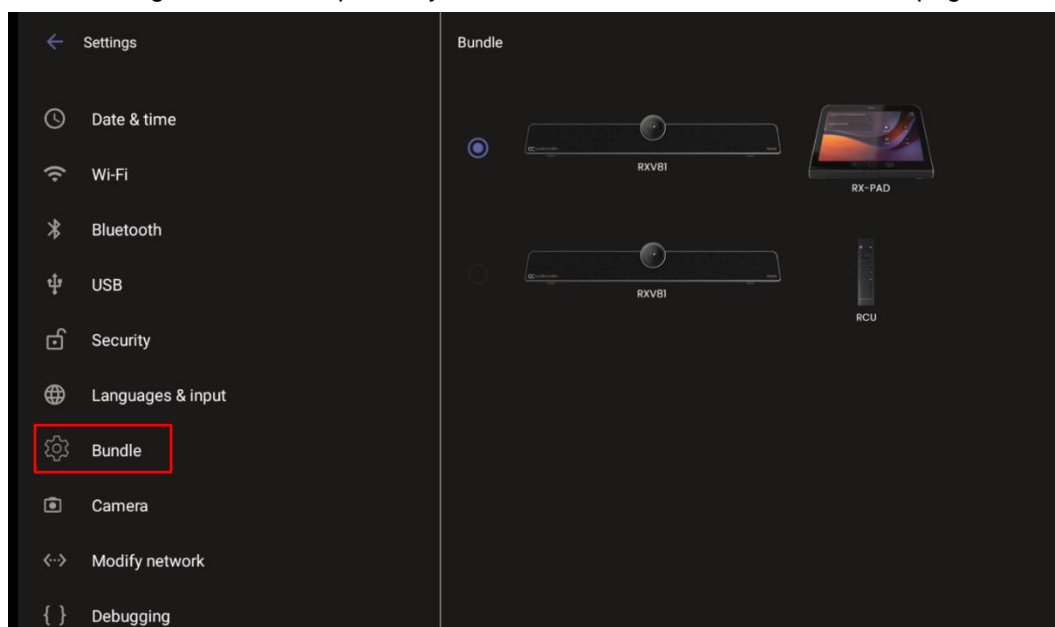 Settings
Date & time
Wi-Fi
Bluetooth
USB
Security
Languages & input
Bundle
Camera
Modify network
Debugging
Bundle
RXV81
RX-PAD
RXV81
RCU